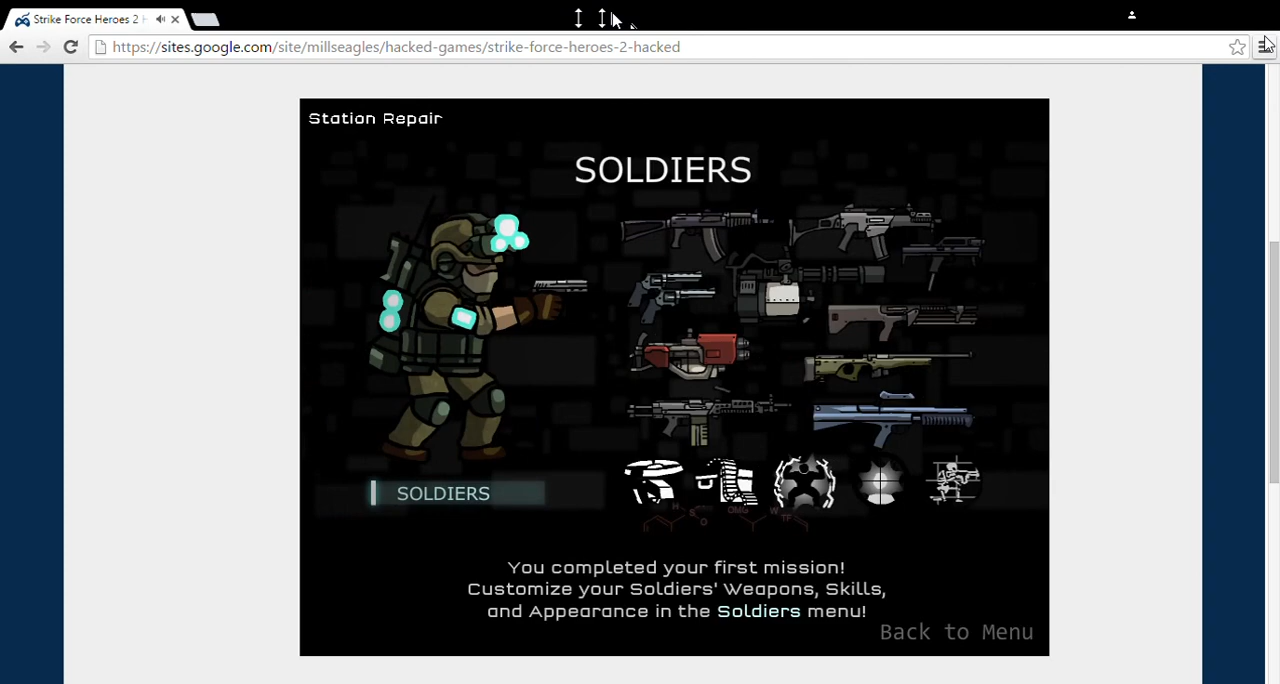 Strike Force Heroes 2 H
https://sites.google.com/site/millseagles/hacked-games/strike-force-heroes-2-hacked
Station Repair
SOLDIERS
SOLDIERS
H
S
O
OMG
W
TF
You completed your first mission!
Customize your Soldiers' Weapons, Skills,
and Appearance in the Soldiers menu!
Back to Menu